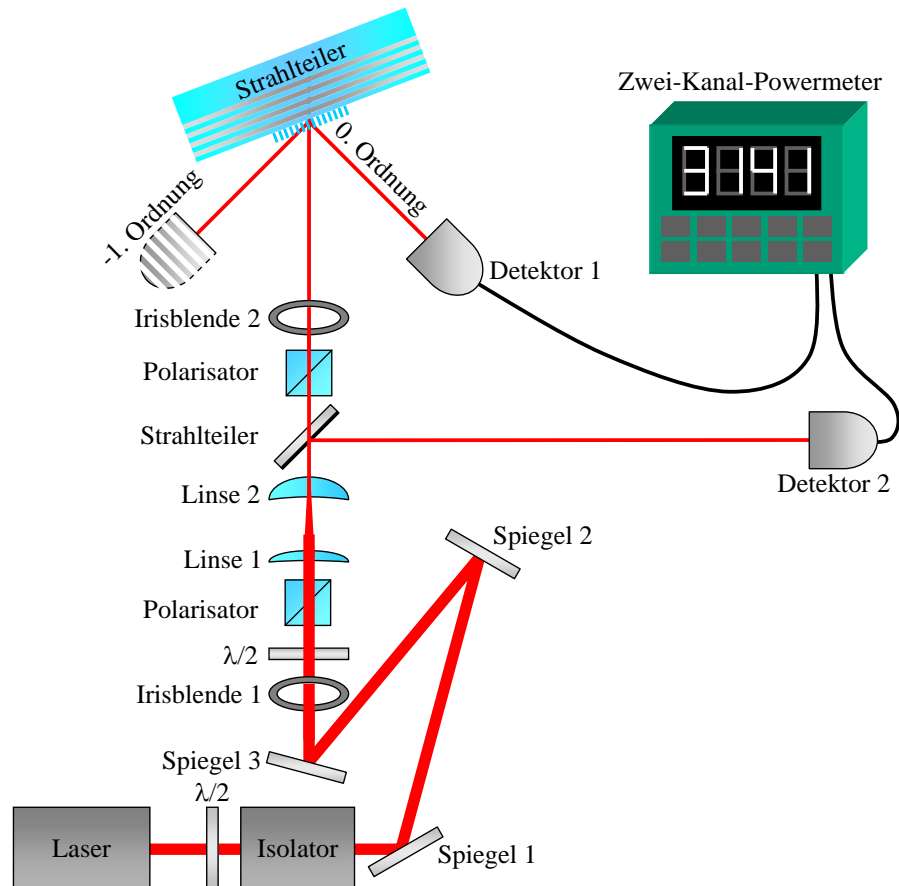 Strahlteiler
Zwei-Kanal-Powermeter
3141
0. Ordnung
-1. Ordnung
Detektor 1
Irisblende 2
Polarisator
Strahlteiler
Detektor 2
Linse 2
Spiegel 2
Linse 1
Polarisator
λ/2
Irisblende 1
Spiegel 3
λ/2
Laser
Isolator
Spiegel 1